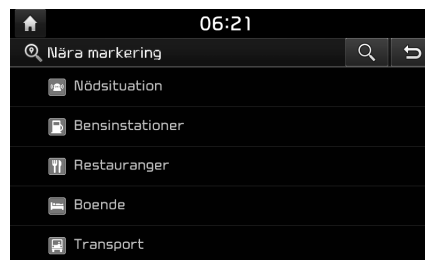 06:21
Nära markering
Nödsituation
Bensinstationer
Restauranger
Boende
Transport